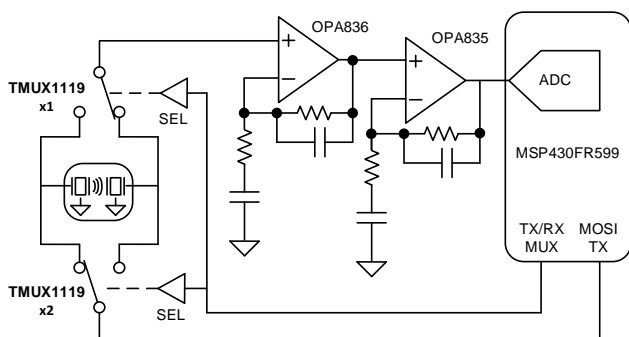 OPA836
OPA835
+
−
+
−
ADC
TMUX1119
x1
SEL
MSP430FR599
TX/RX
MUX
MOSI
TX
TMUX1119
x2
SEL